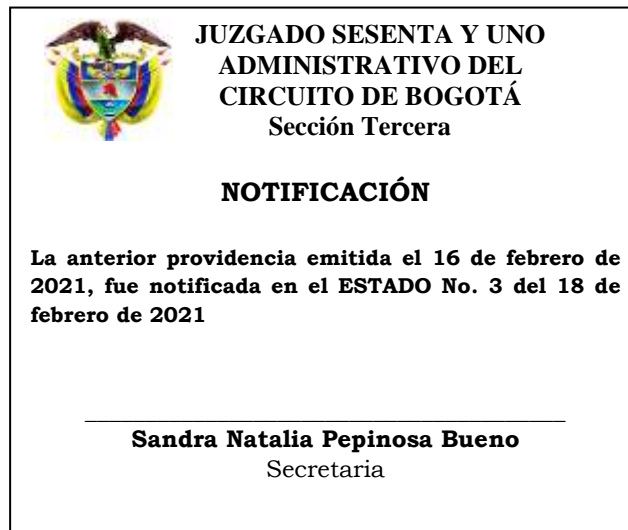 JUZGADO SESENTA Y UNO
ADMINISTRATIVO DEL
CIRCUITO DE BOGOTÁ
Sección Tercera
NOTIFICACIÓN
La anterior providencia emitida el 16 de febrero de
2021, fue notificada en el ESTADO No. 3 del 18 de
febrero de 2021
Sandra Natalia Pepinosa Bueno
Secretaria